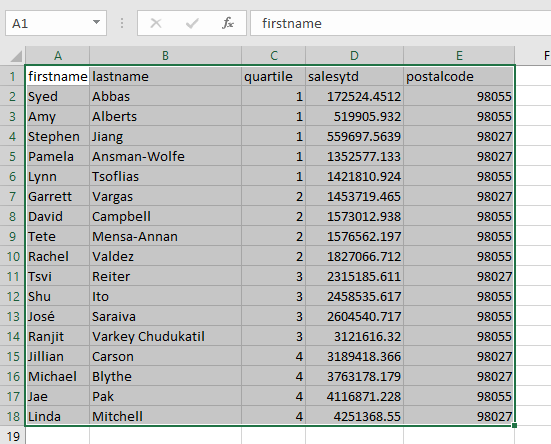 A1 fx firstname
A B C D E F
1 firstname lastname quartile salesytd postalcode
2 Syed Abbas 1 172524.4512 98055
3 Amy Alberts 1 519905.932 98055
4 Stephen Jiang 1 559697.5639 98027
5 Pamela Ansman-Wolfe 1 1352577.133 98027
6 Lynn Tsoflias 1 1421810.924 98055
7 Garrett Vargas 2 1453719.465 98027
8 David Campbell 2 1573012.938 98055
9 Tete Mensa-Annan 2 1576562.197 98055
10 Rachel Valdez 2 1827066.712 98055
11 Tsvi Reiter 3 2315185.611 98027
12 Shu Ito 3 2458535.617 98055
13 José Saraiva 3 2604540.717 98055
14 Ranjit Varkey Chudukatil 3 3121616.32 98055
15 Jillian Carson 4 3189418.366 98027
16 Michael Blythe 4 3763178.179 98027
17 Jae Pak 4 4116871.228 98055
18 Linda Mitchell 4 4251368.55 98027
19